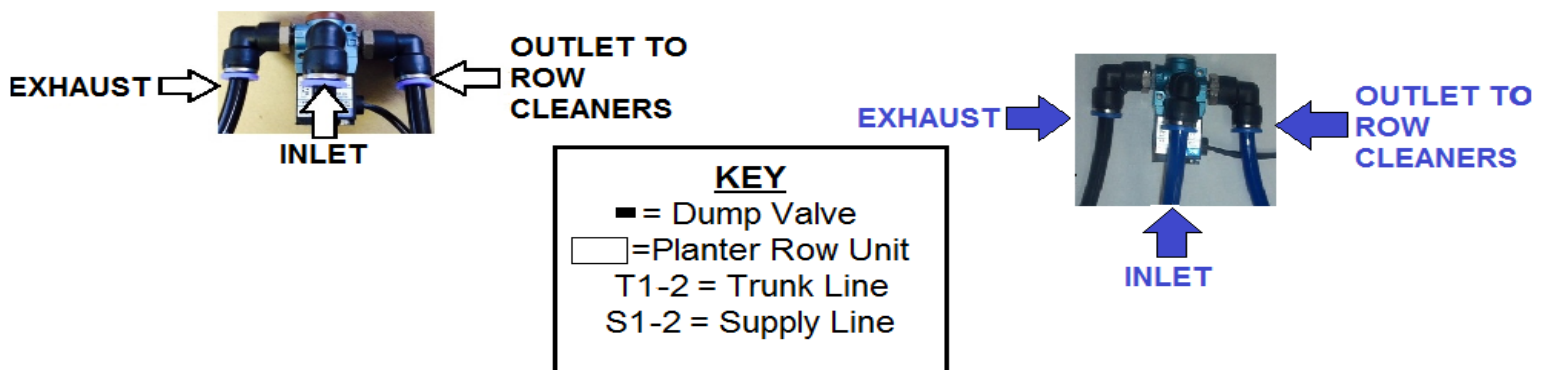 EXHAUST
OUTLET TO
ROW
CLEANERS
INLET
KEY
= Dump Valve
=Planter Row Unit
T1-2 = Trunk Line
S1-2 = Supply Line
EXHAUST
OUTLET TO
ROW
CLEANERS
INLET